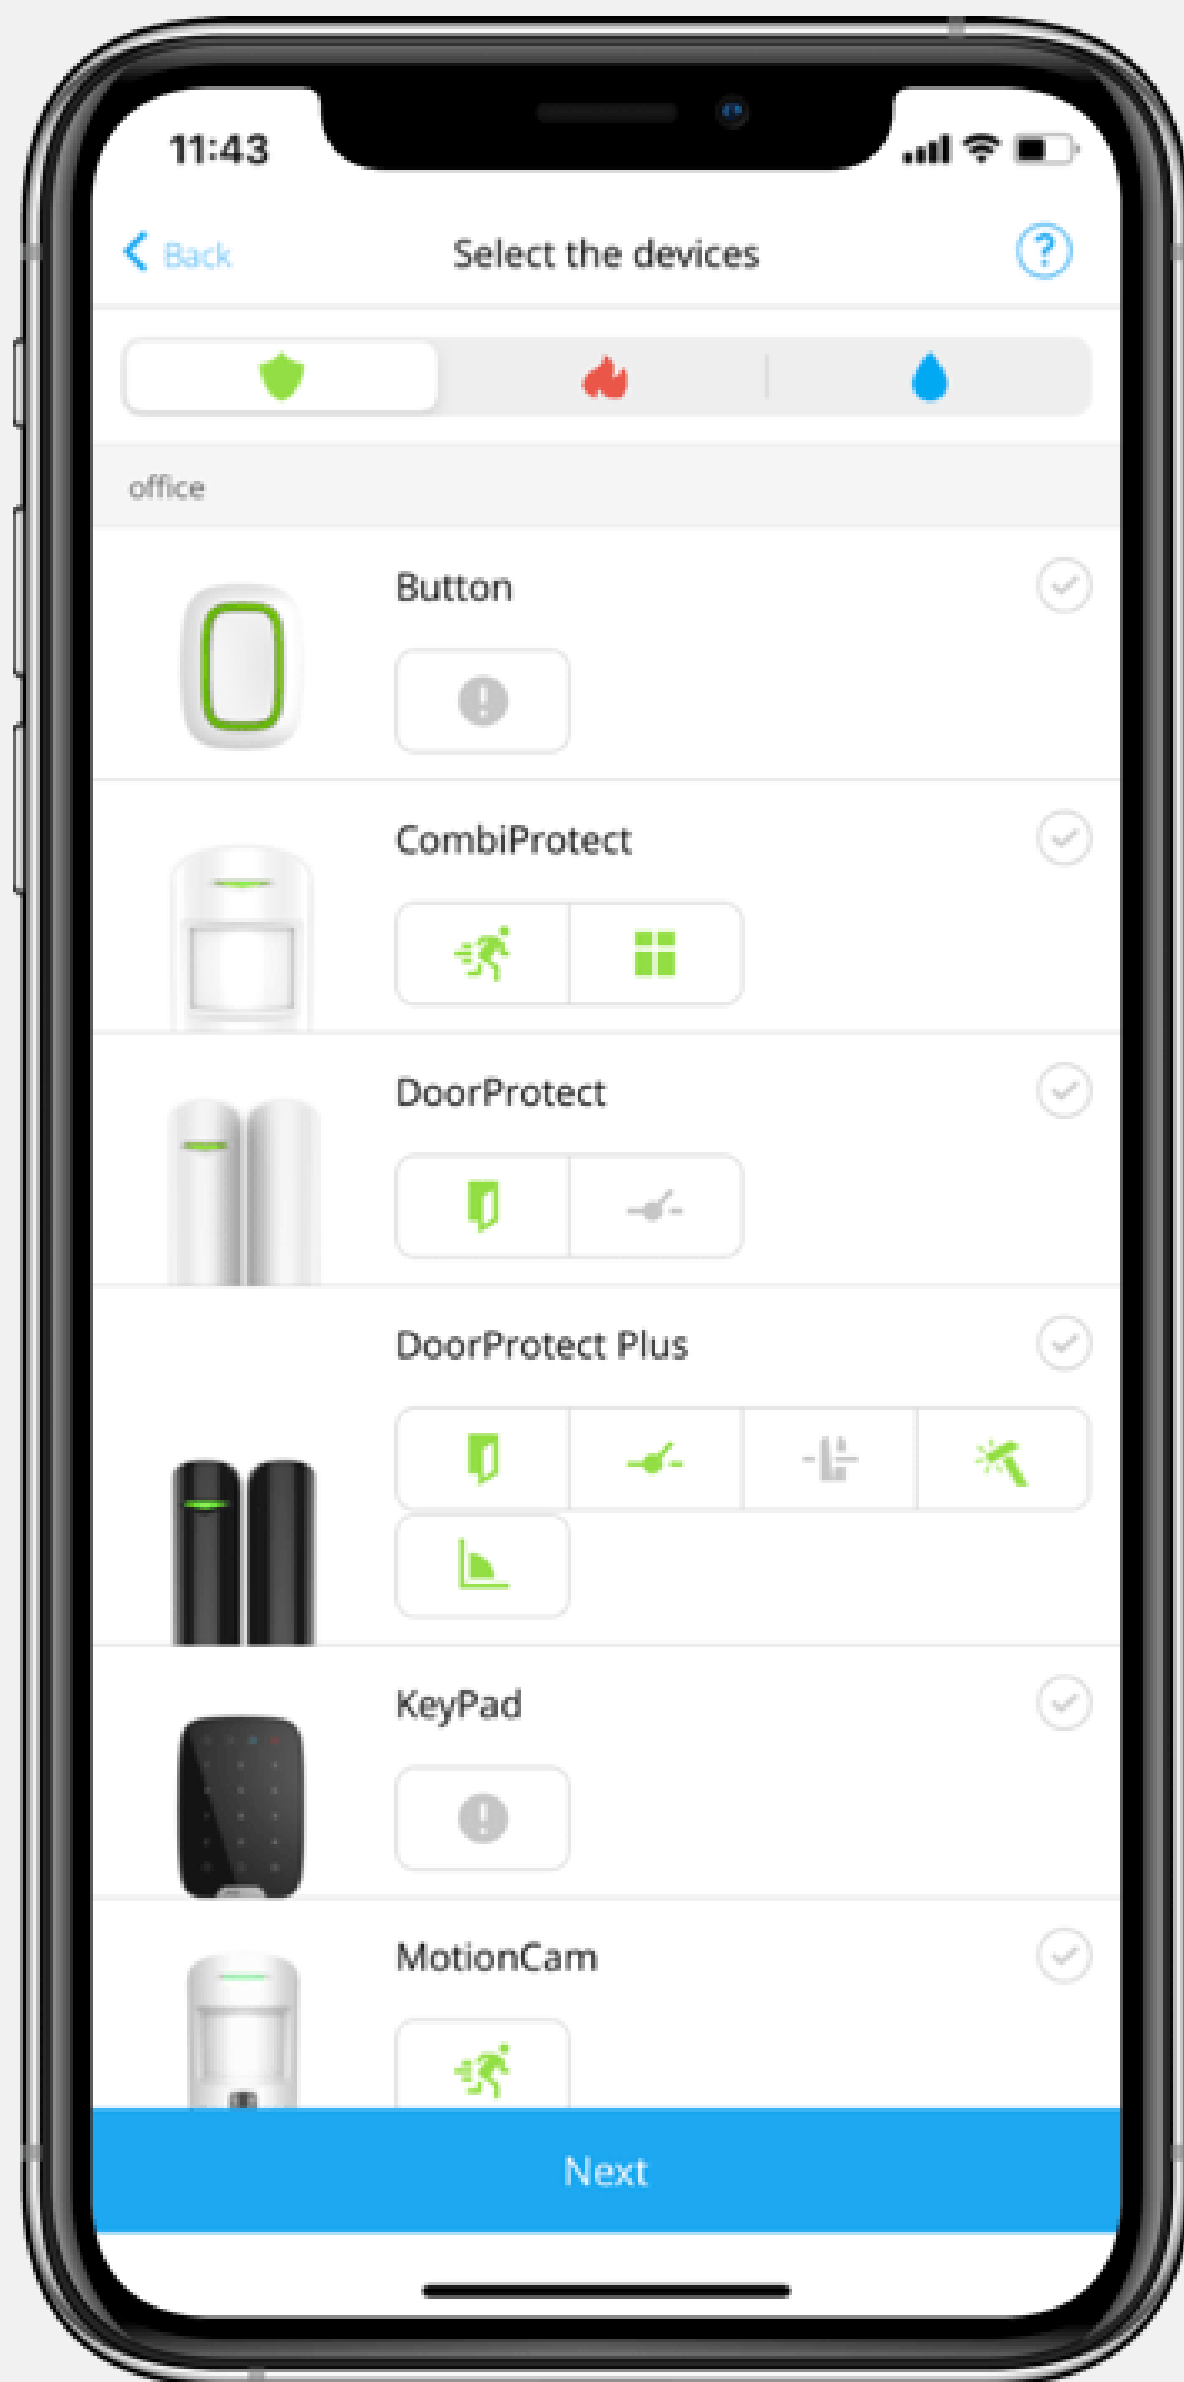 11:43
Back
Select the devices
?
office
Button
CombiProtect
DoorProtect
DoorProtect Plus
KeyPad
MotionCam
Next